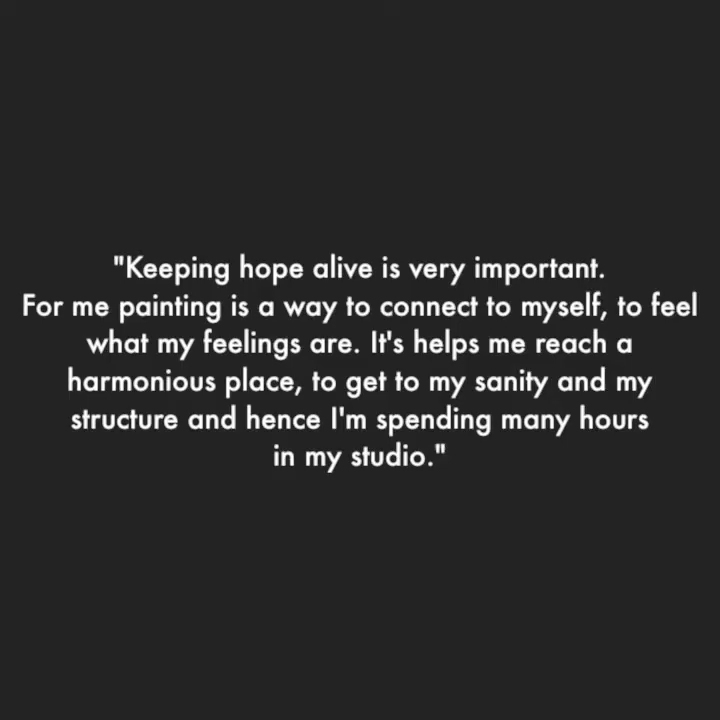 "Keeping hope alive is very important.
For me painting is a way to connect to myself, to feel
what my feelings are. It's helps me reach a
harmonious place, to get to my sanity and my
structure and hence I'm spending many hours
in my studio."